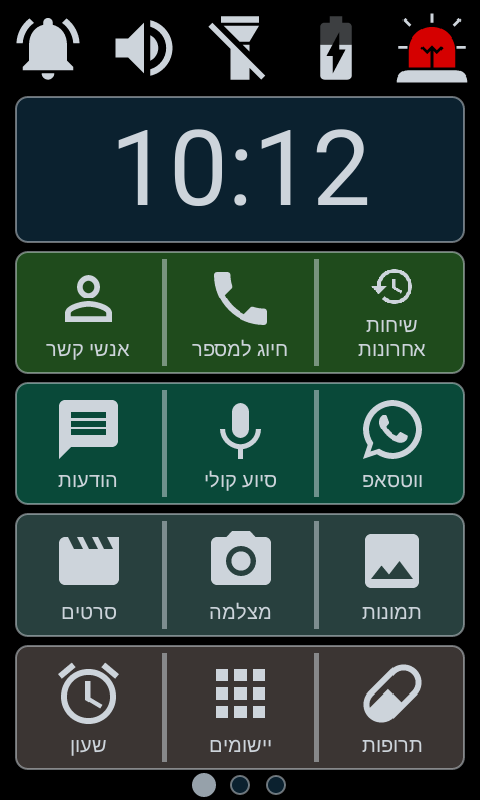 10:12
שיחות
אחרונות
חיוג למספר
אנשי קשר
ווטסאפ
סיוע קולי
הודעות
תמונות
מצלמה
סרטים
תרופות
יישומים
שעון